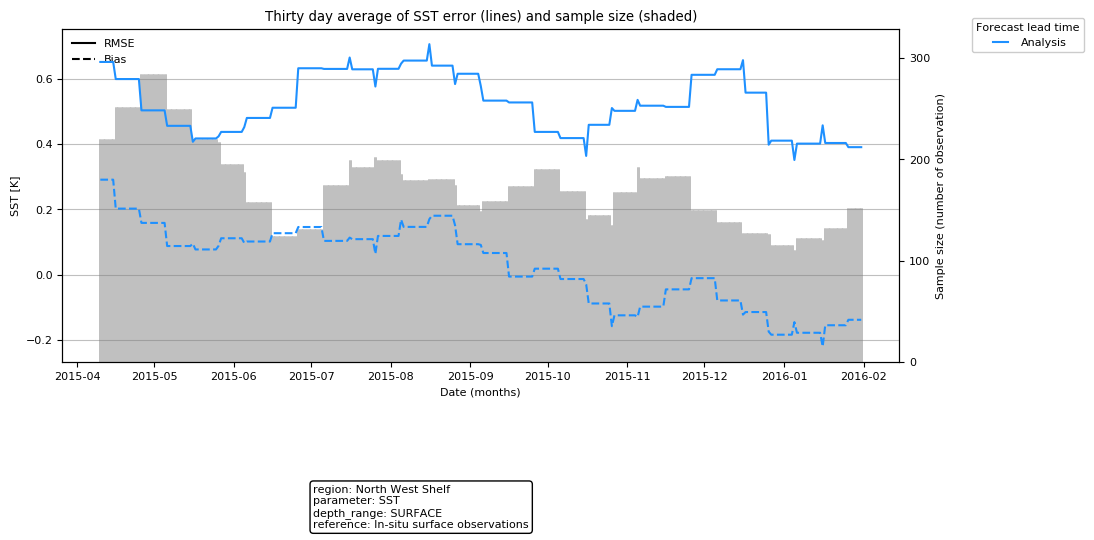 Thirty day average of SST error (lines) and sample size (shaded)
Forecast lead time
Analysis
RMSE
Bias
SST [K]
0.6
0.4
0.2
0.0
−0.2
300
200
100
0
Sample size (number of observation)
2015-04 2015-05 2015-06 2015-07 2015-08 2015-09 2015-10 2015-11 2015-12 2016-01 2016-02
Date (months)
region: North West Shelf
parameter: SST
depth_range: SURFACE
reference: In-situ surface observations